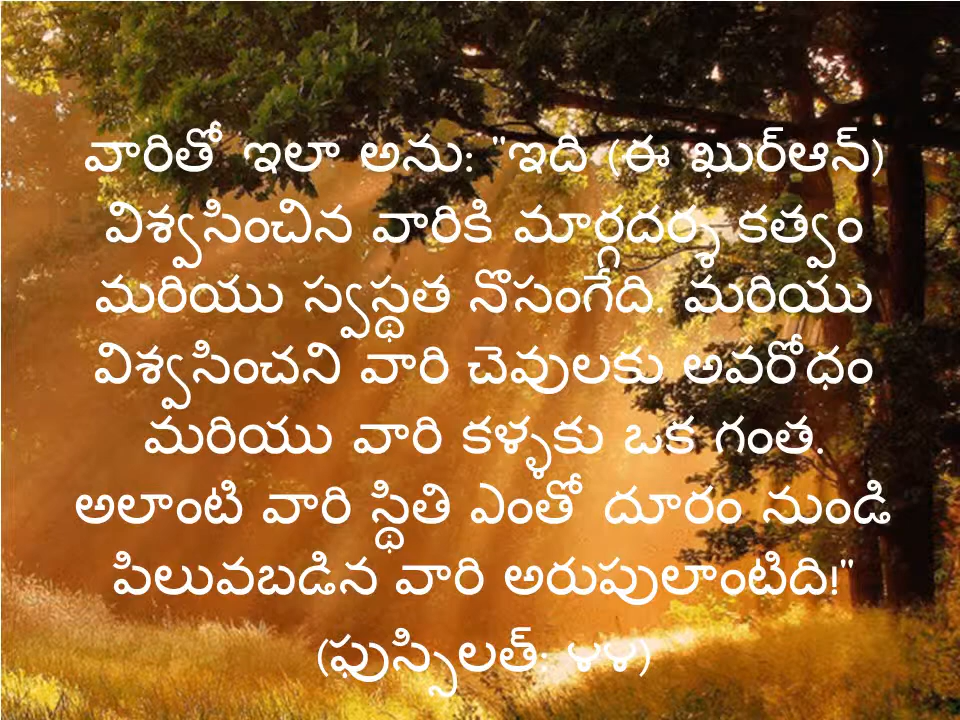 వారితో ఇలా అను: "ఇది (ఈ ఖుర్ఆన్)
విశ్వసించిన వారికి మార్గదర్శ కత్వం
మరియు స్వస్థత నొసంగేది. మరియు
విశ్వసించని వారి చెవులకు అవరోధం
మరియు వారి కళ్ళకు ఒక గంత.
అలాంటి వారి స్థితి ఎంతో దూరం నుండి
పిలువబడిన వారి అరుపులాంటిది!"
(ఫుస్సిలత్: ౪౪)